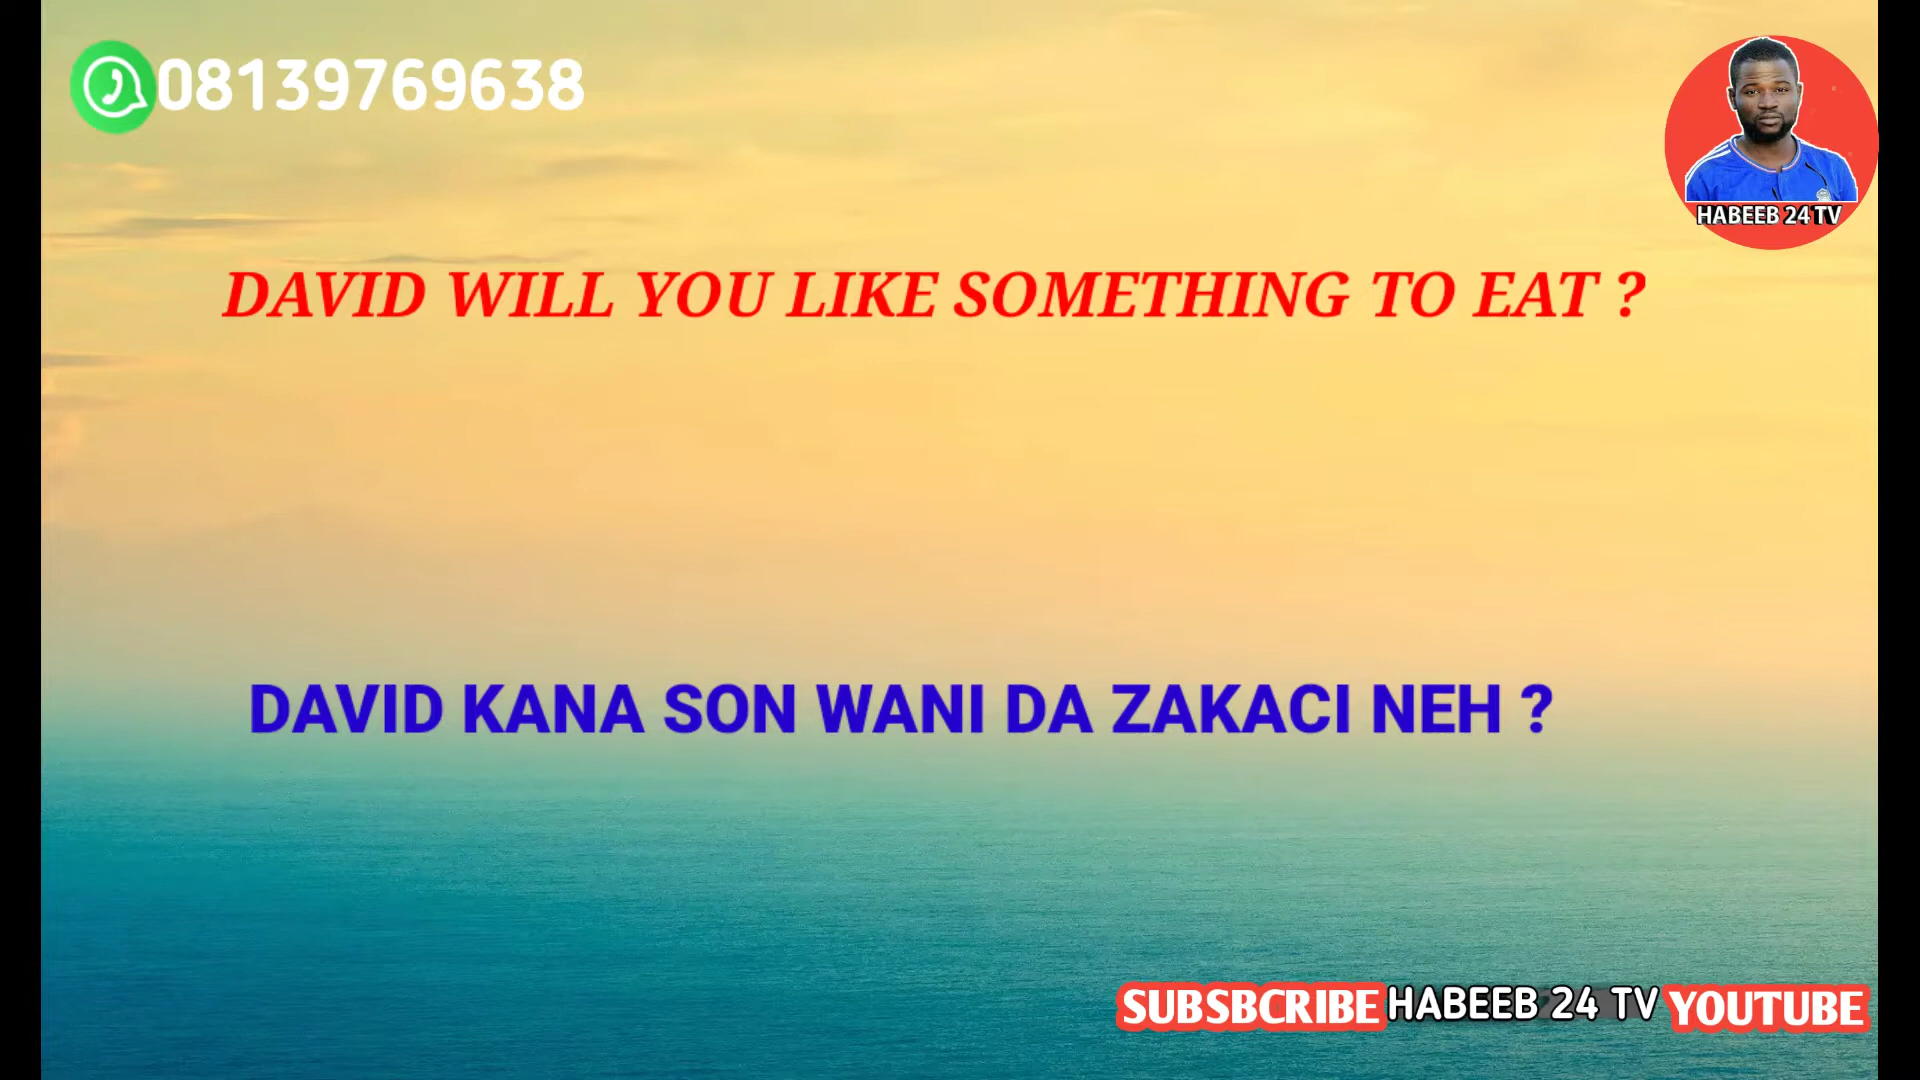 08139769638
HABEEB 24 TV
DAVID WILL YOU LIKE SOMETHING TO EAT ?
DAVID KANA SON WANI DA ZAKACI NEH ?
SUBSBCRIBE HABEEB 24 TV YOUTUBE